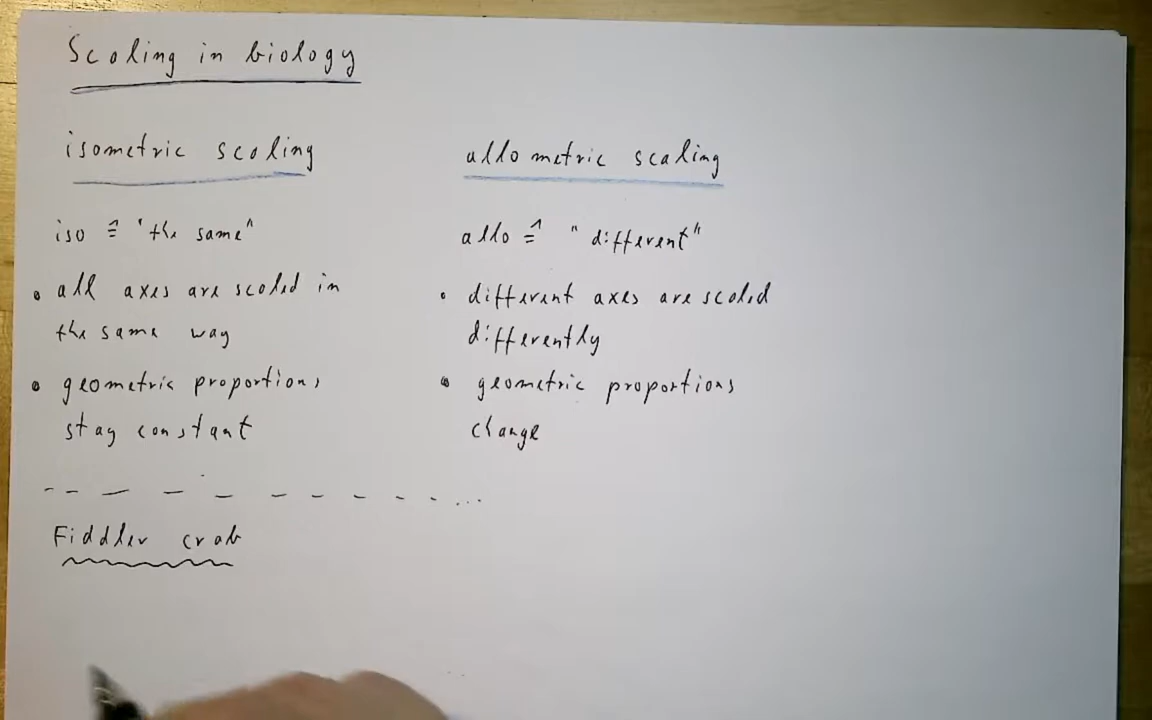 Scaling in biology
isometric scaling
iso ≙ "the same"
• all axes are scaled in
the same way
• geometric proportions
stay constant
allometric scaling
allo ≙ "different"
• different axes are scaled
differently
• geometric proportions
change
Fiddler crab